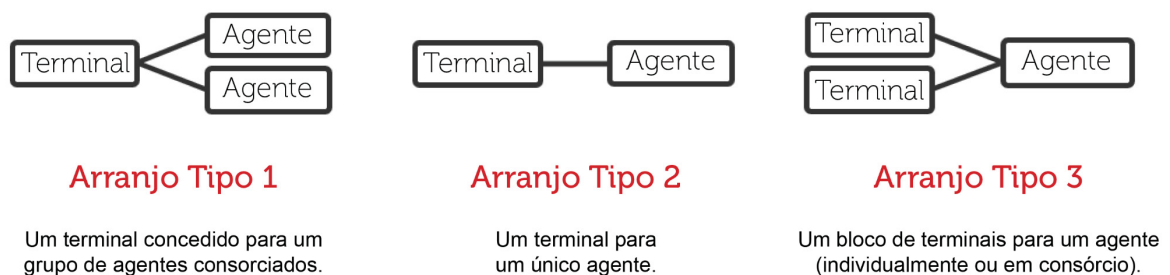 Terminal
Agente
Agente
Arranjo Tipo 1
Um terminal concedido para um
grupo de agentes consorciados.
Terminal
Agente
Arranjo Tipo 2
Um terminal para
um único agente.
Terminal
Terminal
Agente
Arranjo Tipo 3
Um bloco de terminais para um agente
(individualmente ou em consórcio).